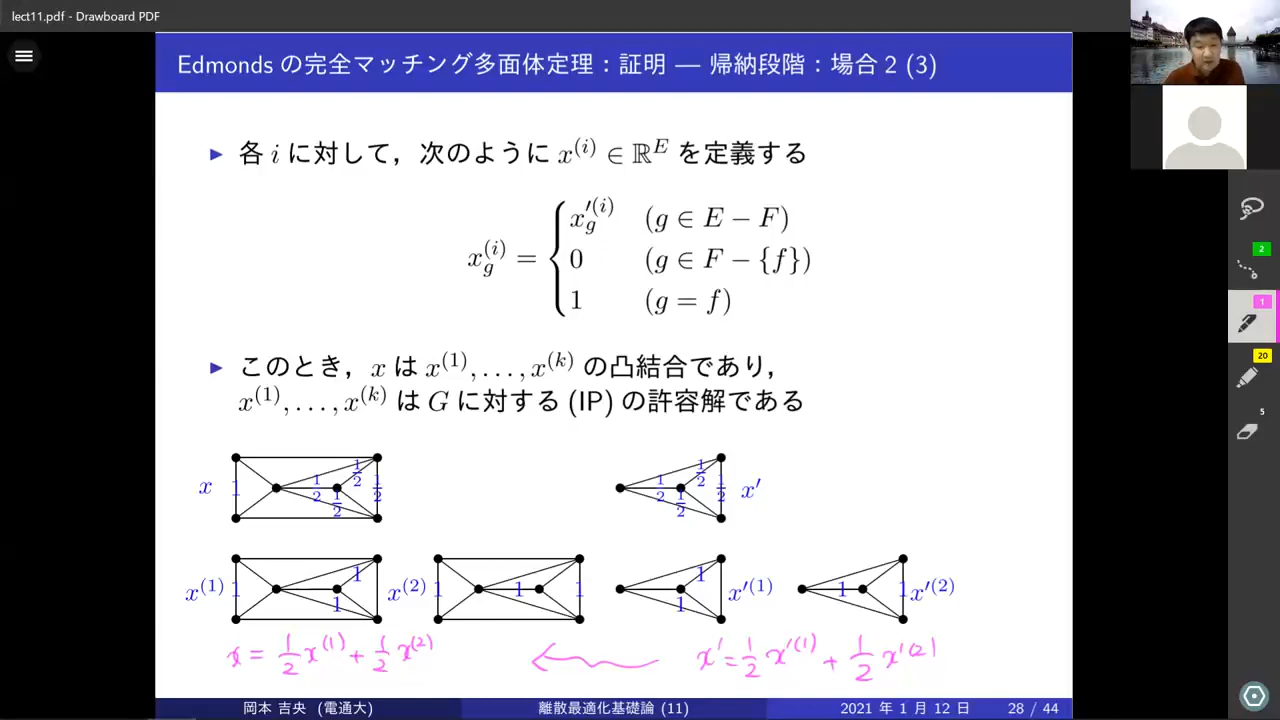 lect11.pdf - Drawboard PDF
Edmonds の完全マッチング多面体定理：証明 — 帰納段階：場合 2 (3)
▶ 各 i に対して，次のように x^{(i)} ∈ ℝ^E を定義する
x_g^{(i)} = { x_g'^{(i)} (g ∈ E − F)
0 (g ∈ F − {f})
1 (g = f)
▶ このとき，x は x^{(1)}, . . . , x^{(k)} の凸結合であり，
x^{(1)}, . . . , x^{(k)} は G に対する (IP) の許容解である
x 1 1/2 1/2 1/2 1/2
1/2 1/2 1/2 1/2 x'
x^{(1)} 1 1 1 x^{(2)} 1 1 1 1 1 x'^{(1)} 1 1 x'^{(2)}
x = 1/2 x^{(1)} + 1/2 x^{(2)}
x' = 1/2 x'^{(1)} + 1/2 x'^{(2)}
岡本 吉央 (電通大) 離散最適化基礎論 (11) 2021 年 1 月 12 日 28 / 44
2
1
20
5